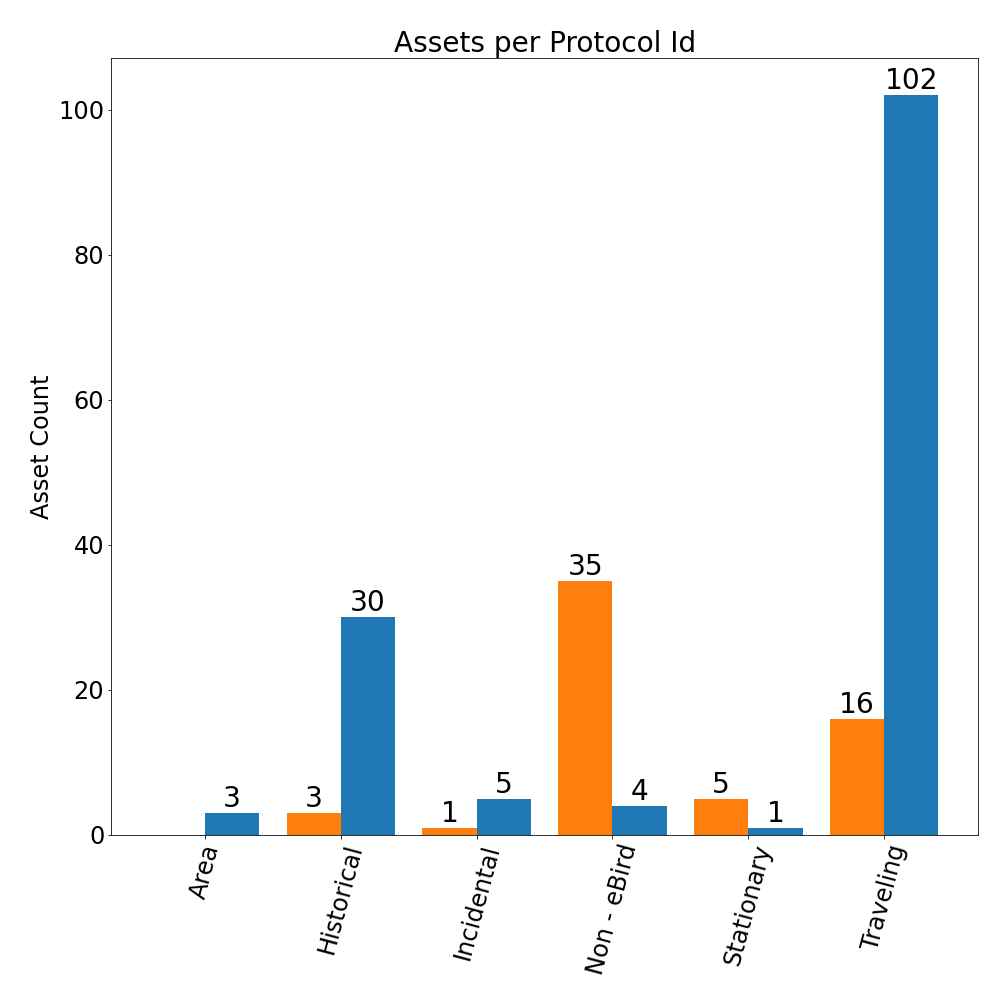 Assets per Protocol Id
102
100
80
60
40
20
0
Asset Count
3
3
30
1
5
35
4
5
1
16
Area
Historical
Incidental
Non - eBird
Stationary
Traveling